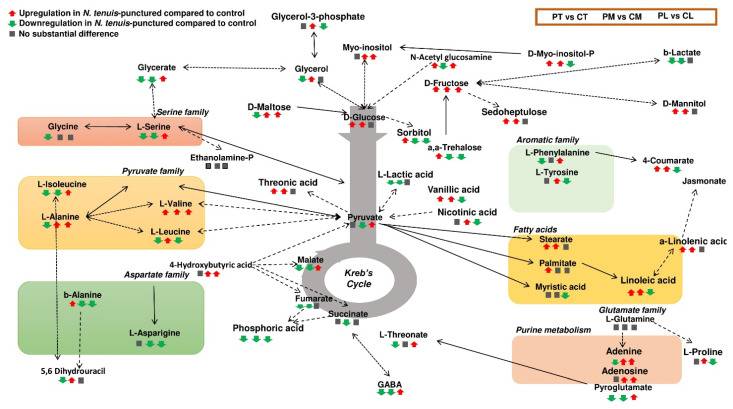 Upregulation in N. tenuis-punctured compared to control
Downregulation in N. tenuis-punctured compared to control
No substantial difference
PT vs CT PM vs CM PL vs CL
Glycerol-3-phosphate
Myo-inositol
N-Acetyl glucosamine
D-Myo-inositol-P
b-Lactate
Glycerate
Glycerol
D-Fructose
D-Maltose
D-Glucose
Sedoheptulose
D-Mannitol
Serine family
Glycine
L-Serine
Sorbitol
a,a-Trehalose
Ethanolamine-P
Aromatic family
L-Phenylalanine
4-Coumarate
L-Tyrosine
Jasmonate
Pyruvate family
L-Isoleucine
L-Valine
L-Alanine
L-Leucine
Threonic acid
L-Lactic acid
Vanillic acid
Nicotinic acid
Pyruvate
Fatty acids
Stearate
a-Linolenic acid
Palmitate
Linoleic acid
Myristic acid
4-Hydroxybutyric acid
Malate
Kreb's
Cycle
Fumarate
Succinate
Phosphoric acid
Aspartate family
b-Alanine
L-Asparigine
5,6 Dihydrouracil
L-Threonate
GABA
Glutamate family
L-Glutamine
Purine metabolism
Adenine
L-Proline
Adenosine
Pyroglutamate